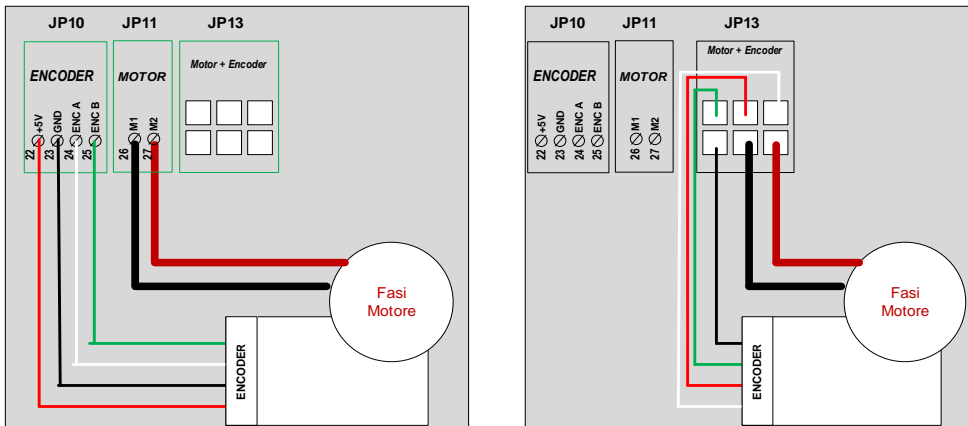 JP10 JP11 JP13
ENCODER MOTOR Motor + Encoder
22 +5V
23 GND
24 ENC A
25 ENC B
26 M1
27 M2
Fasi
Motore
ENCODER
JP10 JP11 JP13
ENCODER MOTOR Motor + Encoder
22 +5V
23 GND
24 ENC A
25 ENC B
26 M1
27 M2
Fasi
Motore
ENCODER